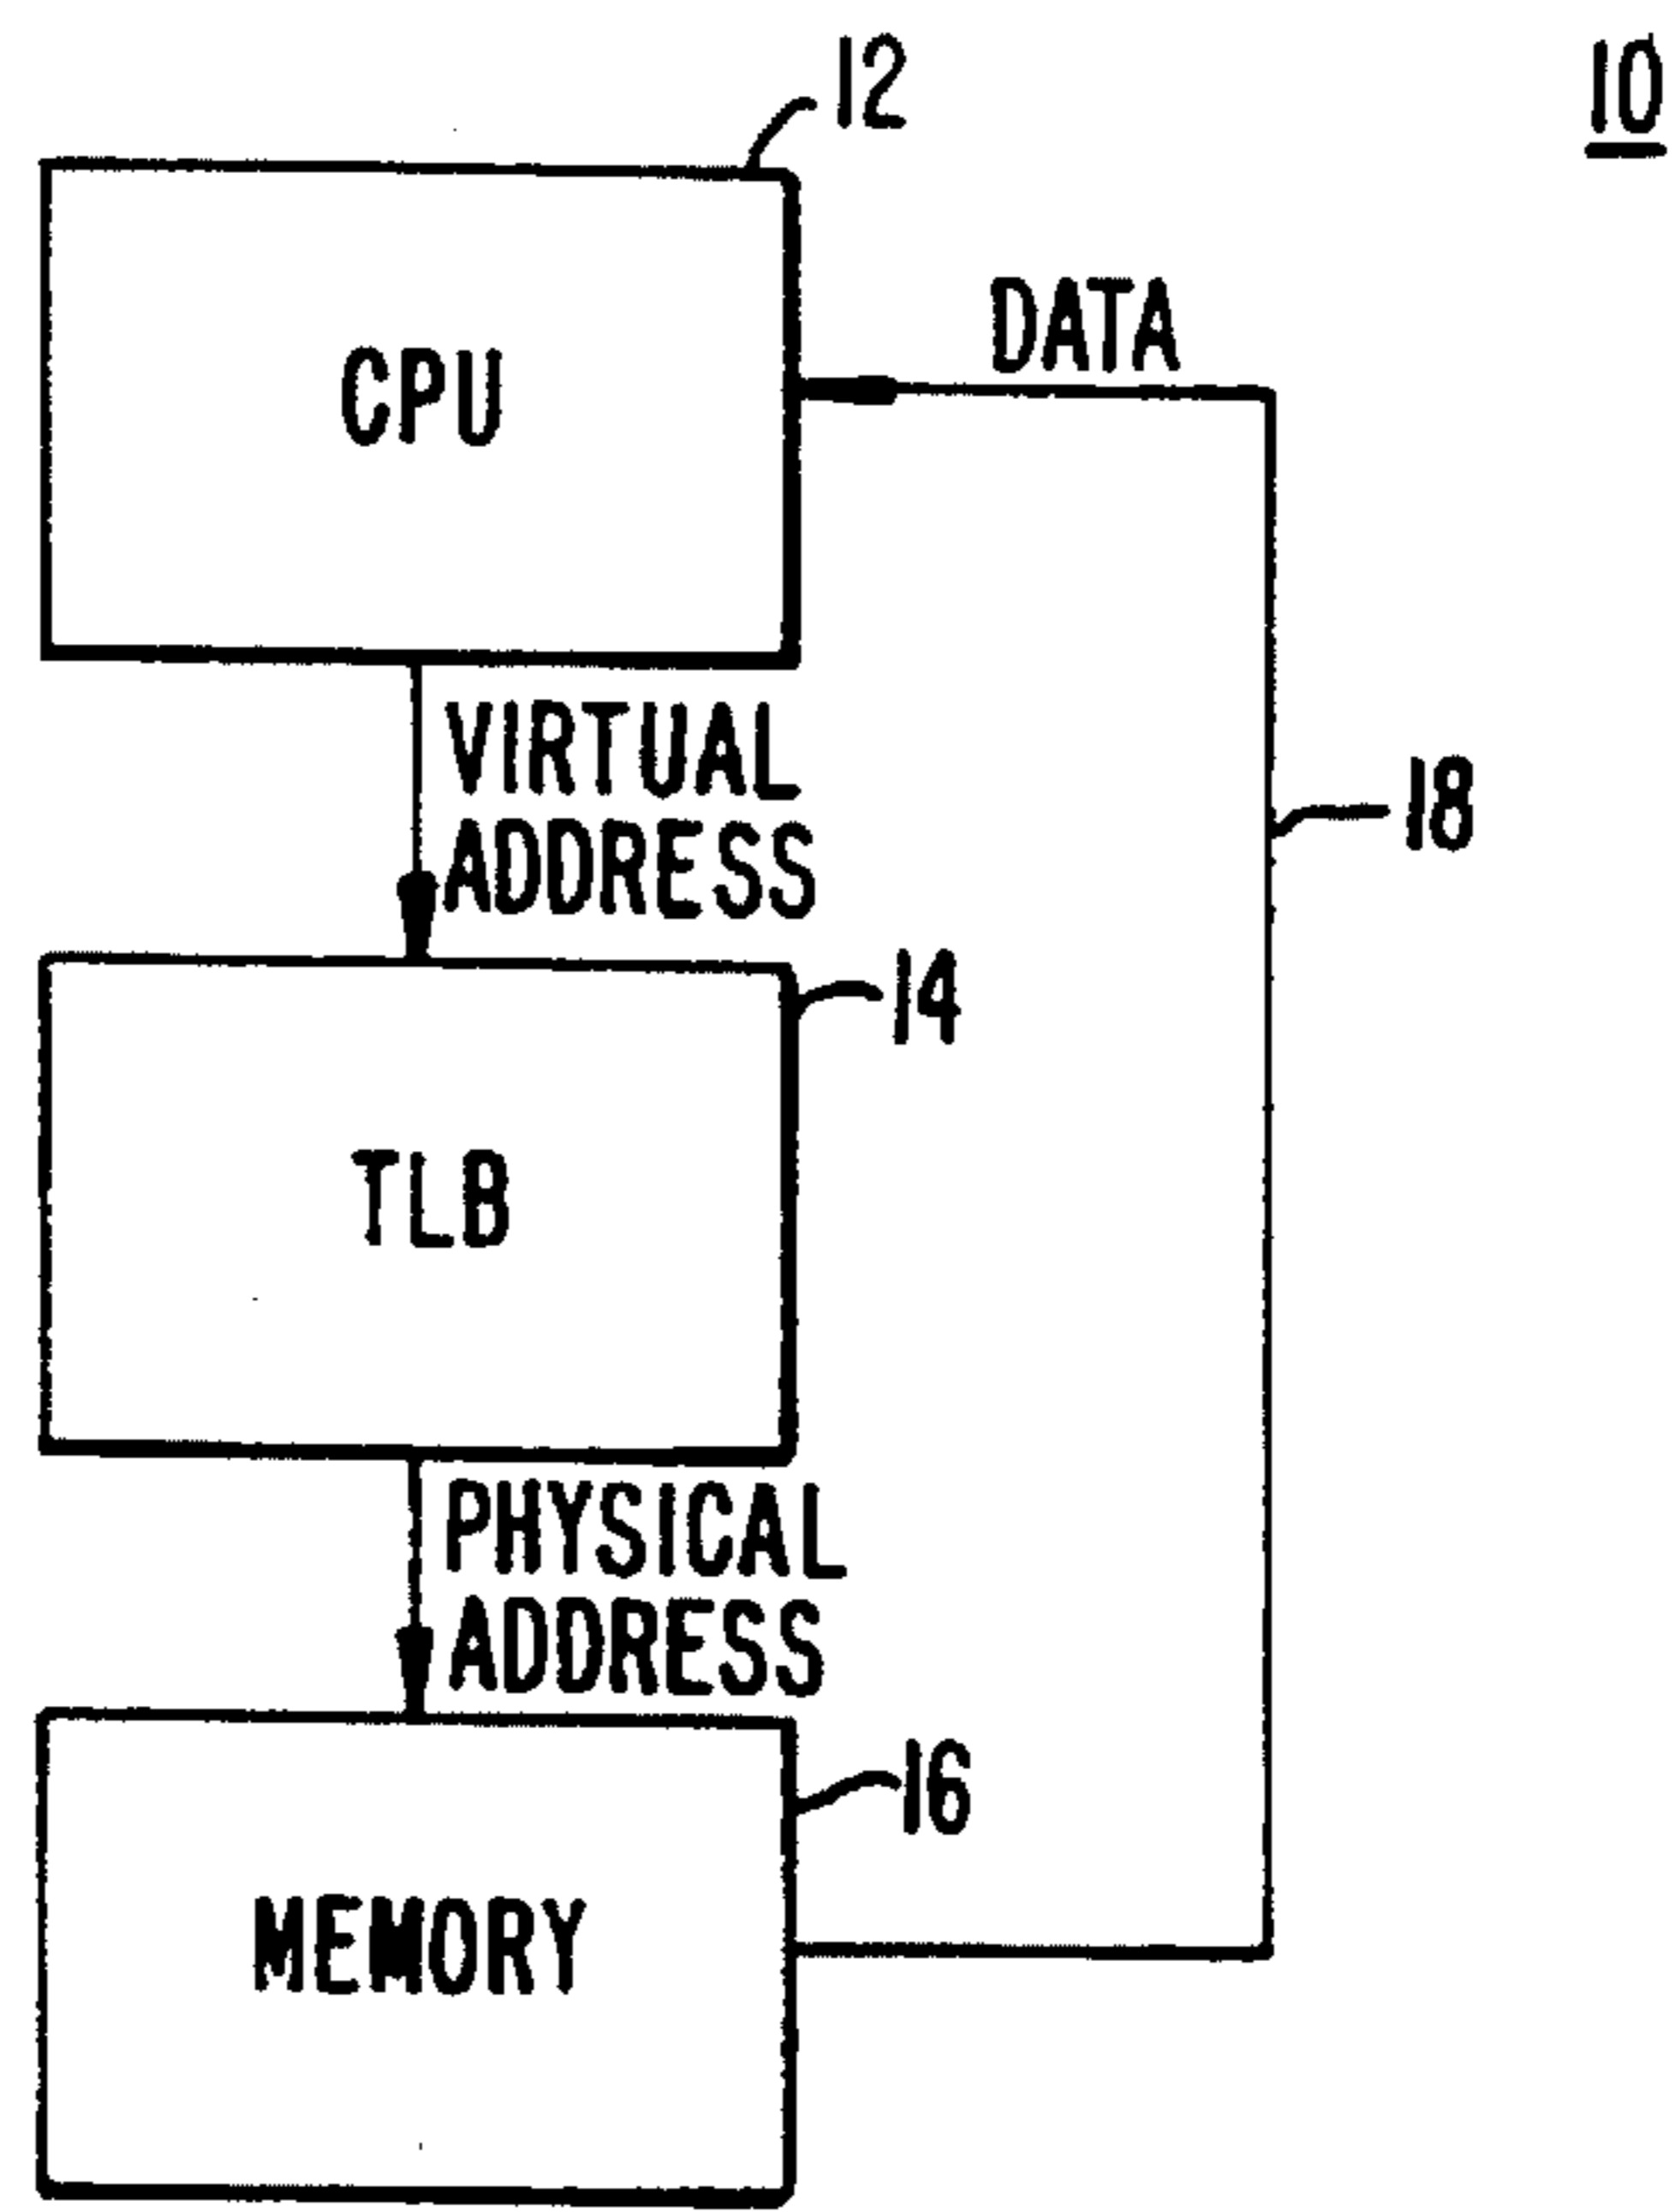 12
10
CPU
DATA
VIRTUAL
ADDRESS
18
14
TLB
PHYSICAL
ADDRESS
16
MEMORY